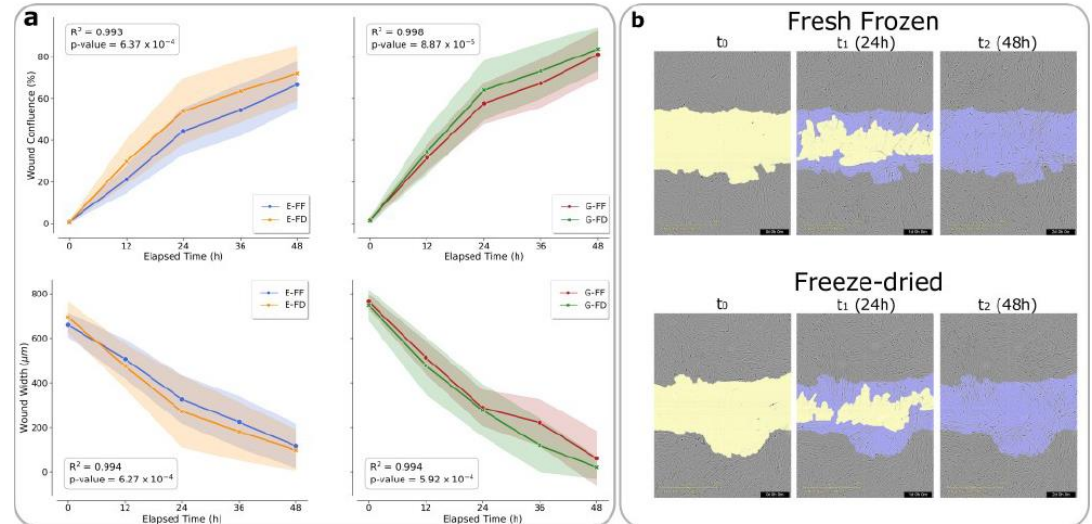 a
R² = 0.993
p-value = 6.37 x 10⁻⁴
Wound Confluence (%)
80
60
40
20
0
E-FF
E-FD
0 12 24 36 48
Elapsed Time (h)
R² = 0.998
p-value = 8.87 x 10⁻⁵
G-FF
G-FD
0 12 24 36 48
Elapsed Time (h)
Wound Width (μm)
800
600
400
200
0
E-FF
E-FD
R² = 0.994
p-value = 6.27 x 10⁻⁴
0 12 24 36 48
Elapsed Time (h)
G-FF
G-FD
R² = 0.994
p-value = 5.92 x 10⁻⁴
0 12 24 36 48
Elapsed Time (h)
b
Fresh Frozen
t₀ t₁ (24h) t₂ (48h)
Freeze-dried
t₀ t₁ (24h) t₂ (48h)